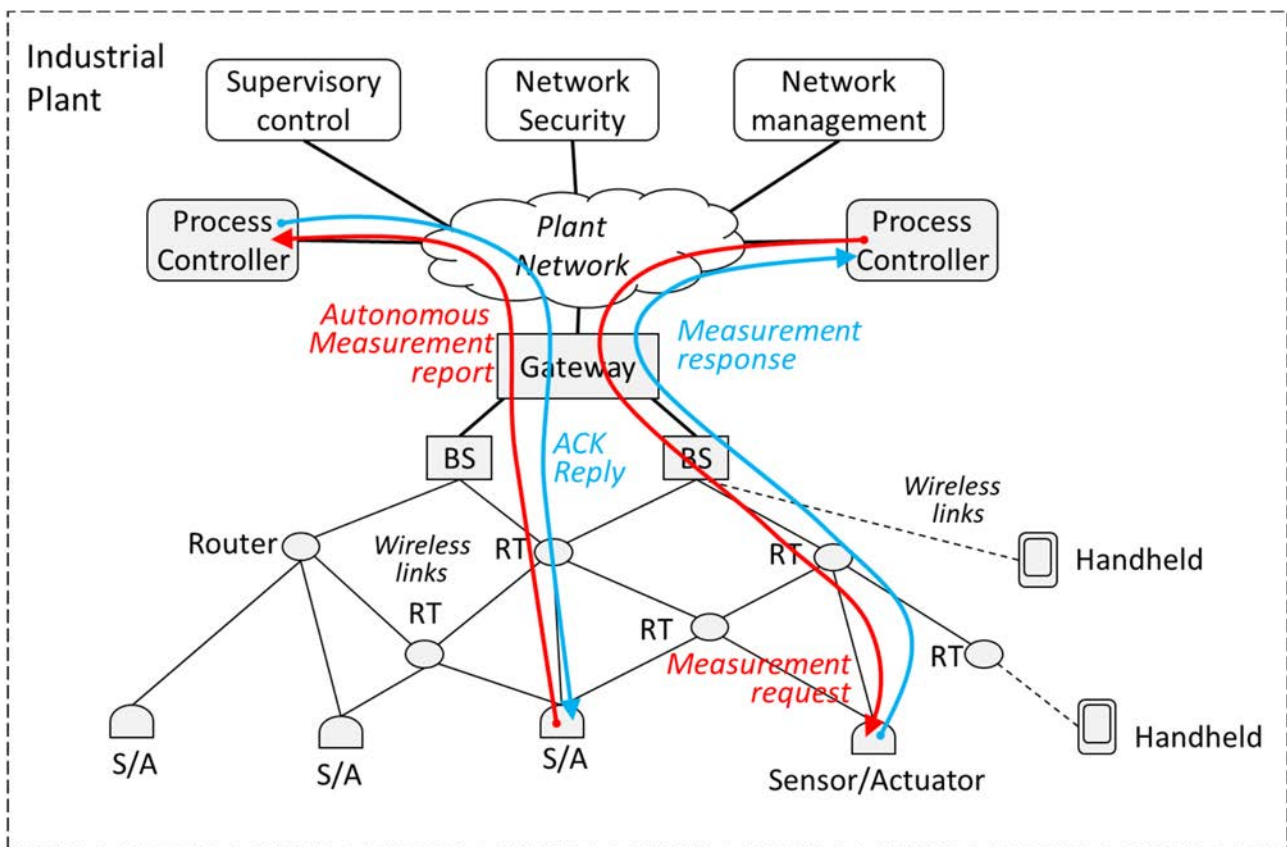 Industrial
Plant
Supervisory
control
Network
Security
Network
management
Process
Controller
Plant
Network
Process
Controller
Autonomous
Measurement
report
Measurement
response
Gateway
BS
ACK
Reply
BS
Wireless
links
Router
Wireless
links
RT
RT
Handheld
RT
RT
RT
Measurement
request
S/A
S/A
S/A
Sensor/Actuator
Handheld